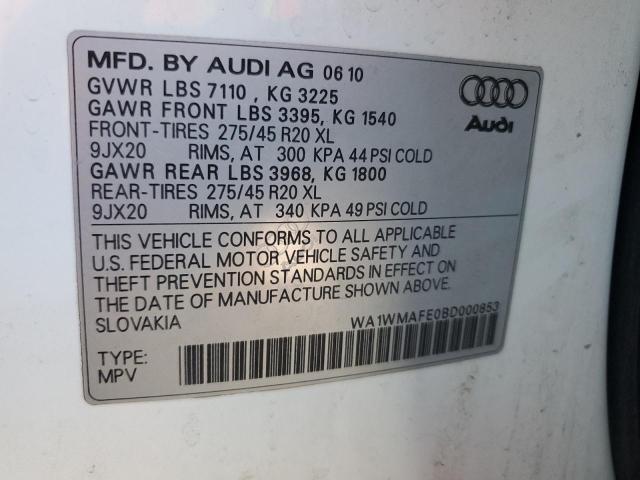 MFD. BY AUDI AG 06 10
GVWR LBS 7110 , KG 3225
GAWR FRONT LBS 3395, KG 1540
FRONT-TIRES 275/45 R20 XL
9JX20 RIMS, AT 300 KPA 44 PSI COLD
GAWR REAR LBS 3968, KG 1800
REAR-TIRES 275/45 R20 XL
9JX20 RIMS, AT 340 KPA 49 PSI COLD
Audi
THIS VEHICLE CONFORMS TO ALL APPLICABLE
U.S. FEDERAL MOTOR VEHICLE SAFETY AND
THEFT PREVENTION STANDARDS IN EFFECT ON
THE DATE OF MANUFACTURE SHOWN ABOVE.
SLOVAKIA
WA1WMAFE0BD000853
TYPE:
MPV